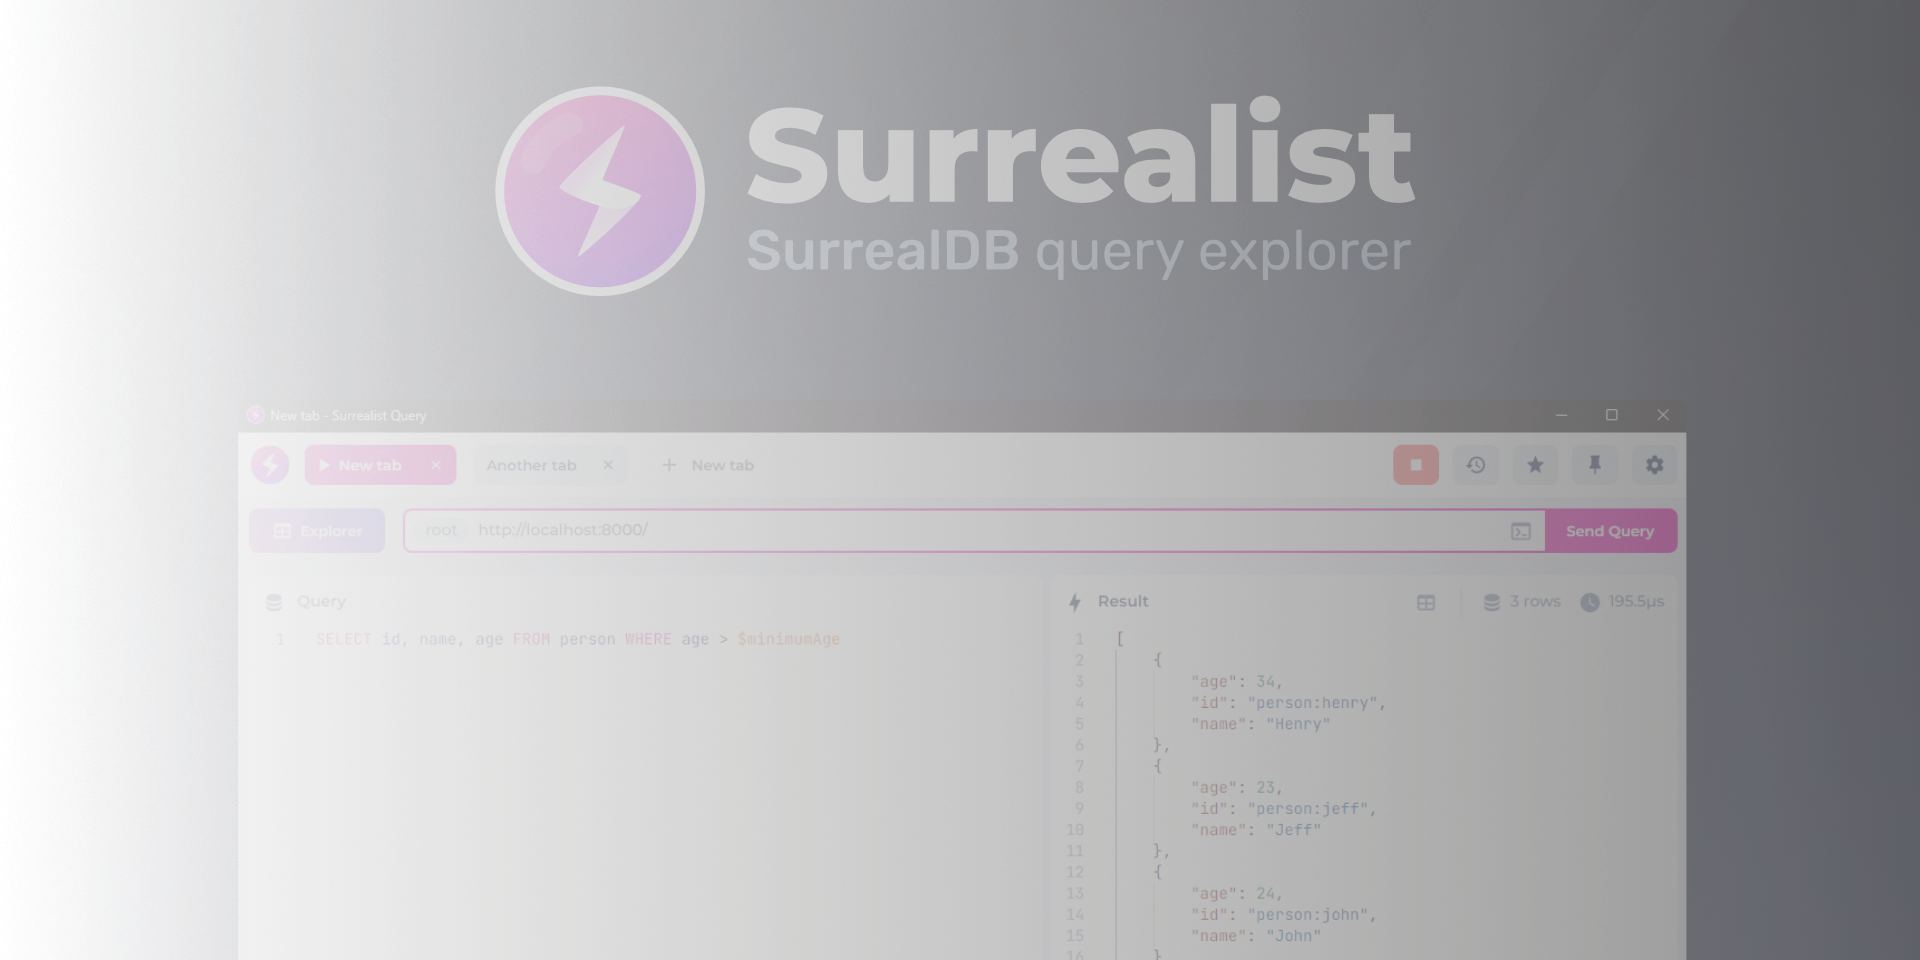 Surrealist
SurrealDB query explorer
New tab - Surrealist Query
New tab
Another tab
New tab
Explorer
root http://localhost:8000/
Send Query
Query
1 SELECT id, name, age FROM person WHERE age > $minimumAge
Result
3 rows
195.5µs
1 [
2 {
3 "age": 34,
4 "id": "person:henry",
5 "name": "Henry"
6 },
7 {
8 "age": 23,
9 "id": "person:jeff",
10 "name": "Jeff"
11 },
12 {
13 "age": 24,
14 "id": "person:john",
15 "name": "John"
16 }